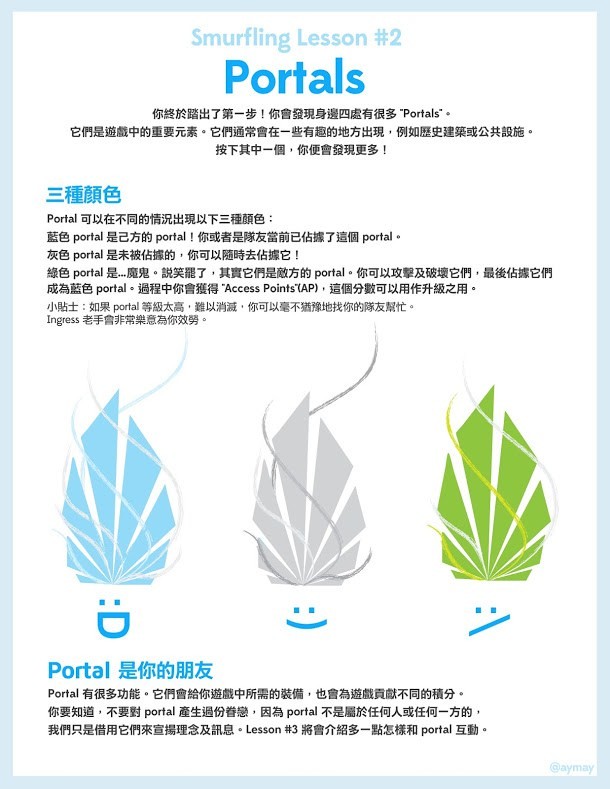 Smurfling Lesson #2
Portals
你終於踏出了第一步！你會發現身邊四處有很多 "Portals"。
它們是遊戲中的重要元素。它們通常會在一些有趣的地方出現，例如歷史建築或公共設施。
按下其中一個，你便會發現更多！
三種顏色
Portal 可以在不同的情況出現以下三種顏色：
藍色 portal 是己方的 portal！你或者是隊友當前已佔據了這個 portal。
灰色 portal 是未被佔據的，你可以隨時去佔據它！
綠色 portal 是...魔鬼。說笑罷了，其實它們是敵方的 portal。你可以攻擊及破壞它們，最後佔據它們
成為藍色 portal。過程中你會獲得 "Access Points"(AP)，這個分數可以用作升級之用。
小貼士：如果 portal 等級太高，難以消滅，你可以毫不猶豫地找你的隊友幫忙。
Ingress 老手會非常樂意為你效勞。
:D
:)
:/
Portal 是你的朋友
Portal 有很多功能。它們會給你遊戲中所需的裝備，也會為遊戲貢獻不同的積分。
你要知道，不要對 portal 產生過份眷戀，因為 portal 不是屬於任何人或任何一方的，
我們只是借用它們來宣揚理念及訊息。Lesson #3 將會介紹多一點怎樣和 portal 互動。
@aymay